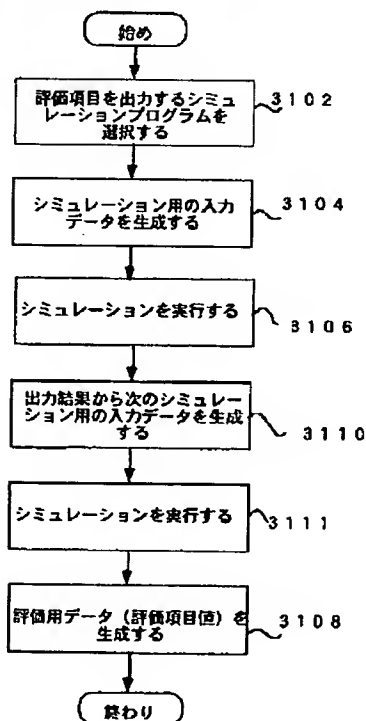 始め
評価項目を出力するシミュ
レーションプログラムを
選択する
3102
シミュレーション用の入力
データを生成する
3104
シミュレーションを実行する
3106
出力結果から次のシミュレー
ション用の入力データを生成
する
3110
シミュレーションを実行する
3111
評価用データ（評価項目値）を
生成する
3108
終わり